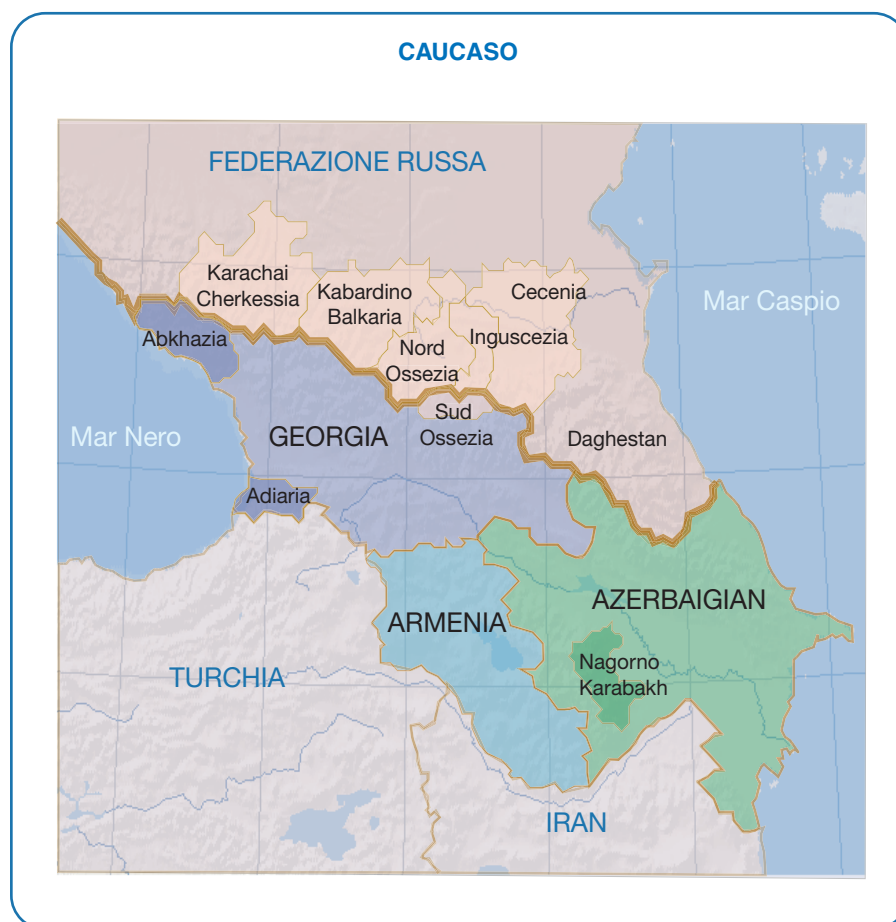 CAUCASO
FEDERAZIONE RUSSA
Karachai
Cherkessia
Kabardino
Balkaria
Cecenia
Mar Caspio
Abkhazia
Inguscezia
Nord
Ossezia
Sud
Ossezia
Mar Nero
GEORGIA
Daghestan
Adiaria
ARMENIA
AZERBAIGIAN
Nagorno
Karabakh
TURCHIA
IRAN